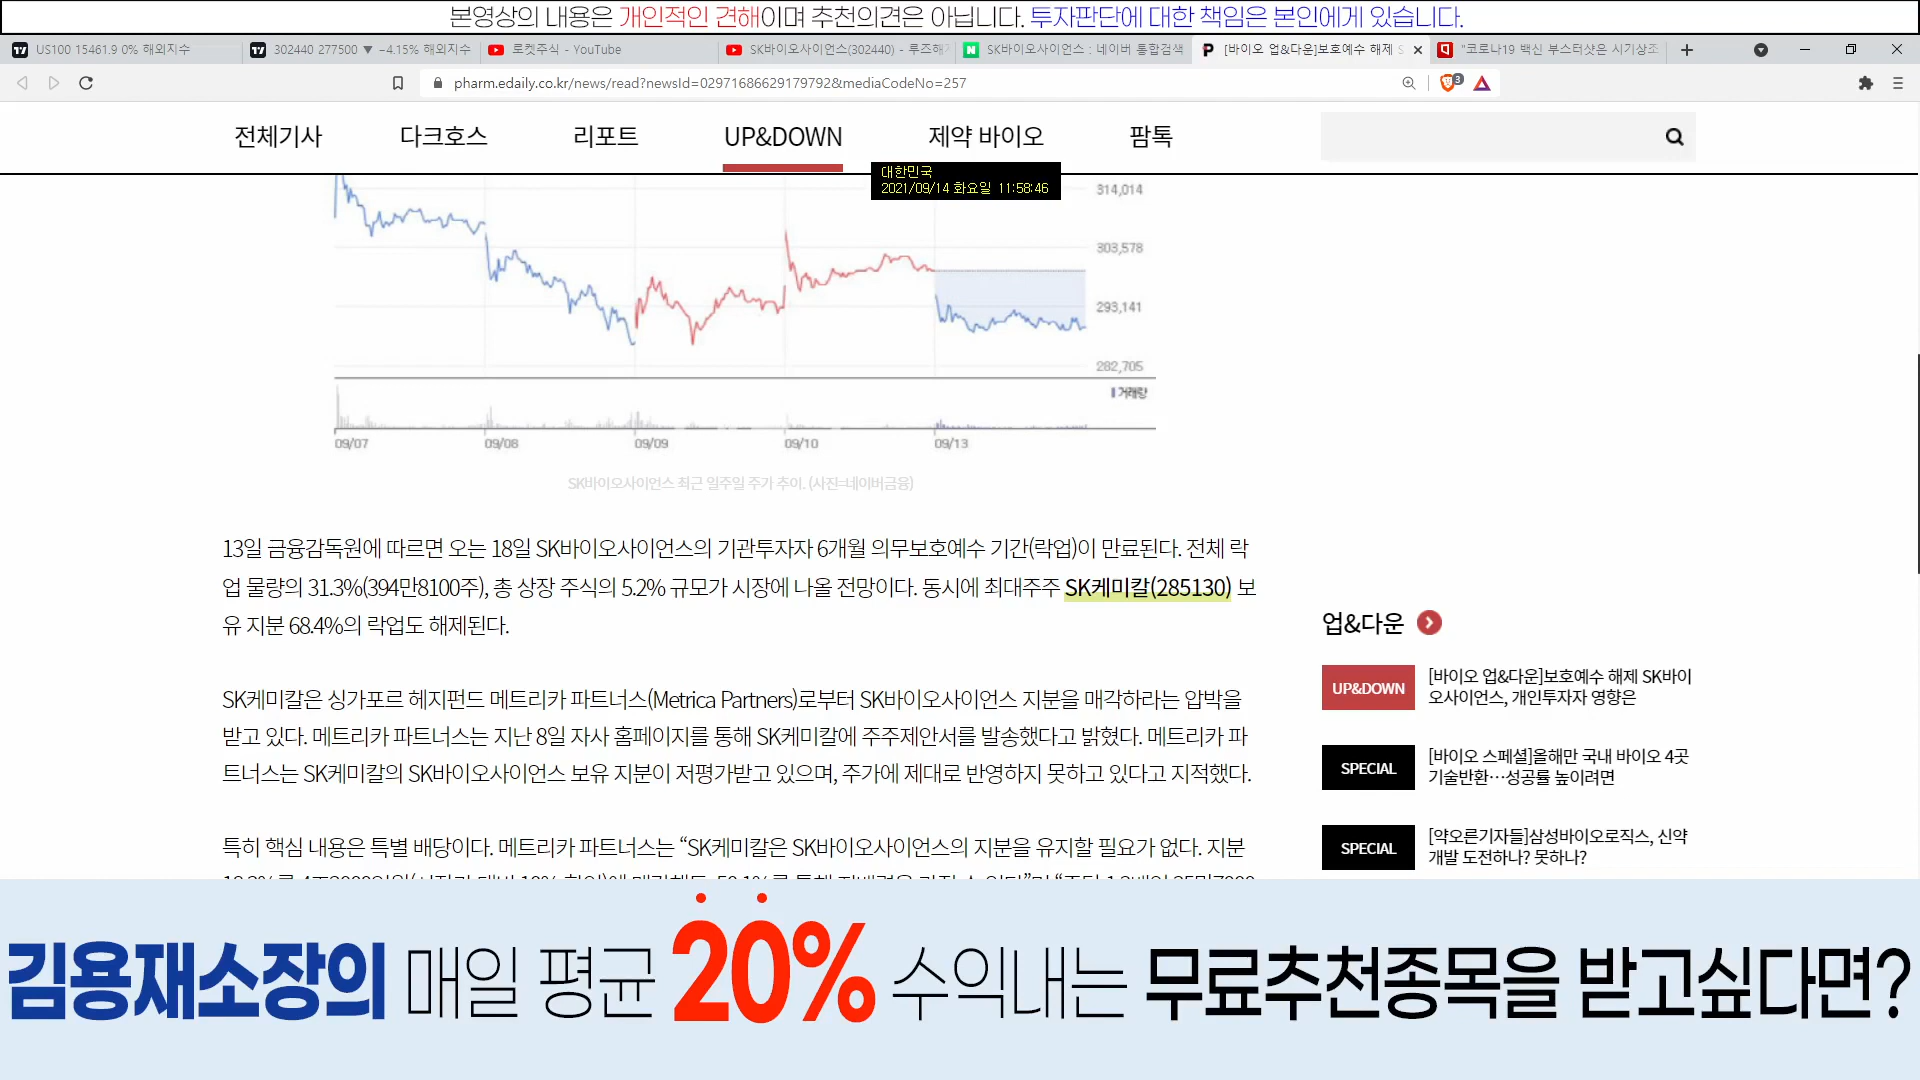 본영상의 내용은 개인적인 견해이며 추천의견은 아닙니다. 투자판단에 대한 책임은 본인에게 있습니다.
US100 15461.9 0% 해외지수
302440 277500 ▼ −4.15% 해외지수
로켓주식 - YouTube
SK바이오사이언스(302440) - 루즈해
SK바이오사이언스 : 네이버 통합검색
[바이오 업&다운]보호예수 해제 S
"코로나19 백신 부스터샷은 시기상조
pharm.edaily.co.kr/news/read?newsId=02971686629179792&mediaCodeNo=257
3
전체기사
다크호스
리포트
UP&DOWN
제약 바이오
팜톡
대한민국
2021/09/14 화요일 11:58:46
314,014
303,578
293,141
282,705
거래량
09/07
09/08
09/09
09/10
09/13
SK바이오사이언스 최근 일주일 주가 추이. (사진=네이버금융)
13일 금융감독원에 따르면 오는 18일 SK바이오사이언스의 기관투자자 6개월 의무보호예수 기간(락업)이 만료된다. 전체 락
업 물량의 31.3%(394만8100주), 총 상장 주식의 5.2% 규모가 시장에 나올 전망이다. 동시에 최대주주 SK케미칼(285130) 보
유 지분 68.4%의 락업도 해제된다.
SK케미칼은 싱가포르 헤지펀드 메트리카 파트너스(Metrica Partners)로부터 SK바이오사이언스 지분을 매각하라는 압박을
받고 있다. 메트리카 파트너스는 지난 8일 자사 홈페이지를 통해 SK케미칼에 주주제안서를 발송했다고 밝혔다. 메트리카 파
트너스는 SK케미칼의 SK바이오사이언스 보유 지분이 저평가받고 있으며, 주가에 제대로 반영하지 못하고 있다고 지적했다.
특히 핵심 내용은 특별 배당이다. 메트리카 파트너스는 “SK케미칼은 SK바이오사이언스의 지분을 유지할 필요가 없다. 지분
업&다운
UP&DOWN
[바이오 업&다운]보호예수 해제 SK바이
오사이언스, 개인투자자 영향은
SPECIAL
[바이오 스페셜]올해만 국내 바이오 4곳
기술반환…성공률 높이려면
SPECIAL
[약오른기자들]삼성바이오로직스, 신약
개발 도전하나? 못하나?
김용재소장의 매일 평균 20% 수익내는 무료추천종목을 받고싶다면?